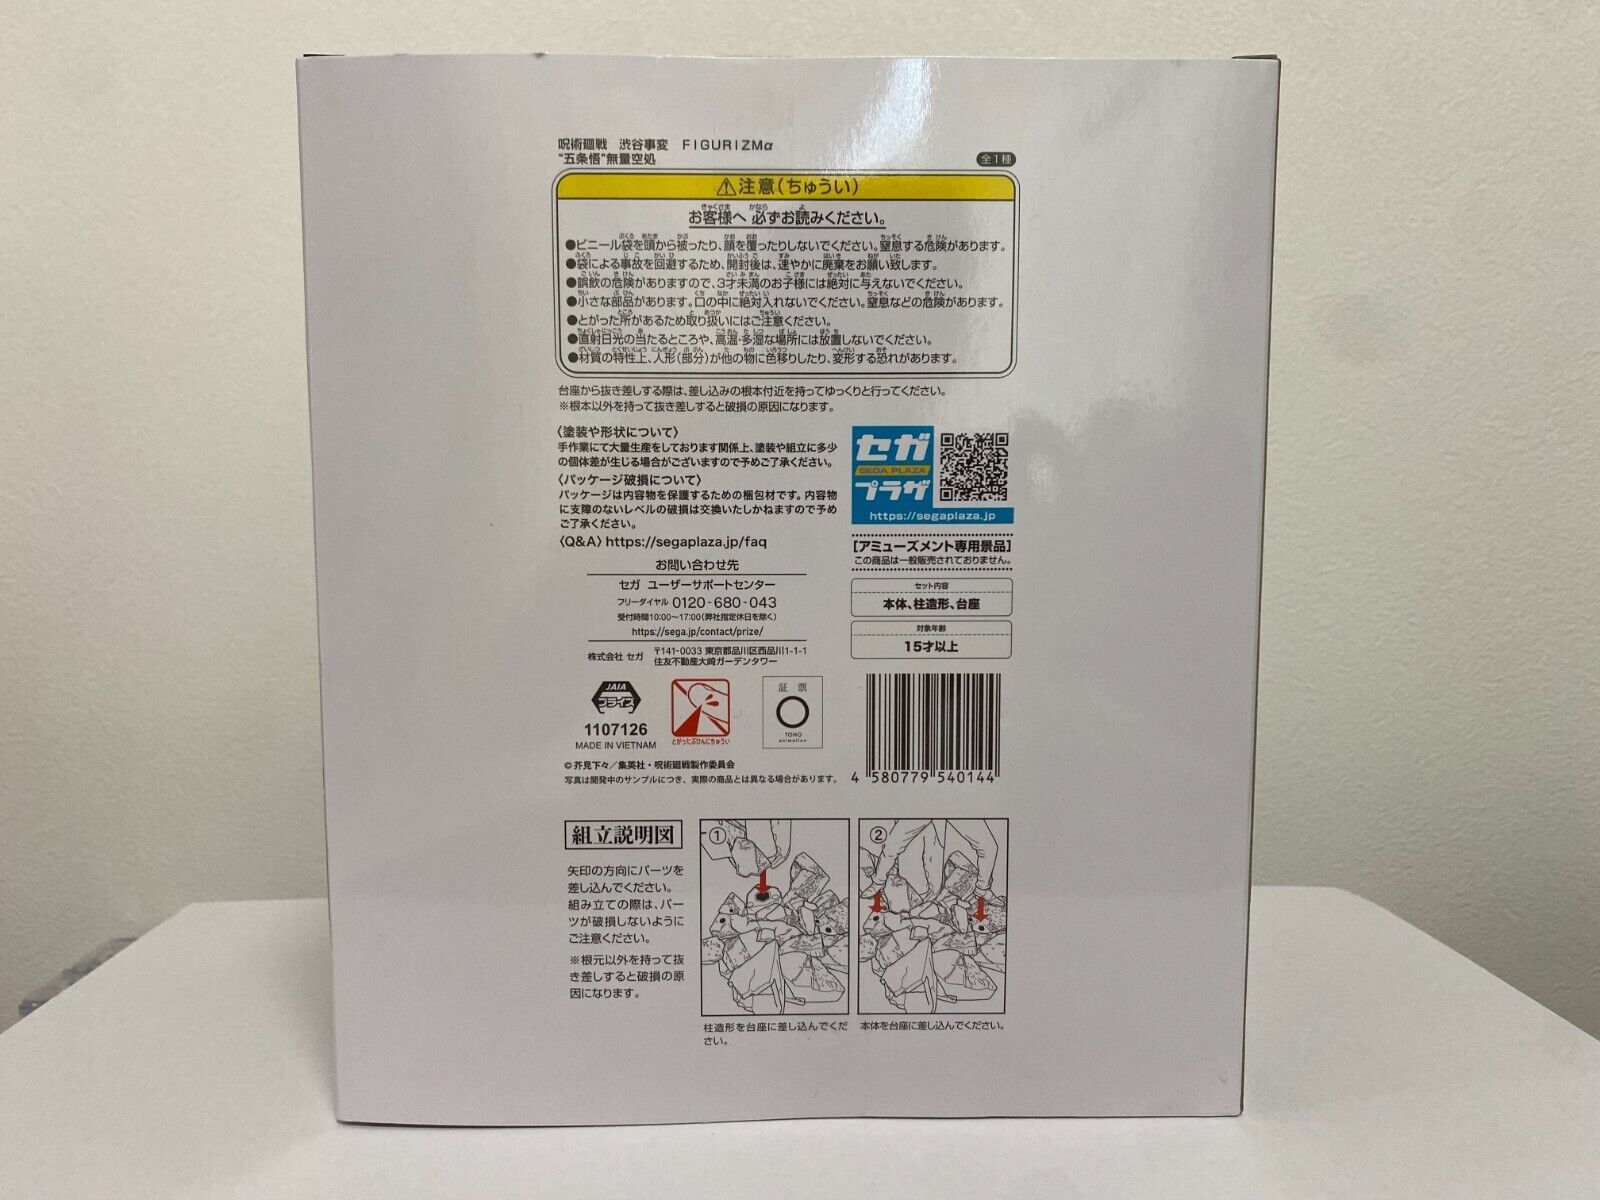 呪術廻戦 渋谷事変 FIGURIZMα
"五条悟"無量空処
全1種
⚠注意(ちゅうい)
お客様へ 必ずお読みください。
●ビニール袋を頭から被ったり、顔を覆ったりしないでください。窒息する危険があります。
●袋による事故を回避するため、開封後は、速やかに廃棄をお願い致します。
●誤飲の危険がありますので、3才未満のお子様には絶対に与えないでください。
●小さな部品があります。口の中に絶対入れないでください。窒息などの危険があります。
●とがった所があるため取り扱いにはご注意ください。
●直射日光の当たるところや、高温・多湿な場所には放置しないでください。
●材質の特性上、人形(部分)が他の物に色移りしたり、変形する恐れがあります。
台座から抜き差しする際は、差し込みの根本付近を持ってゆっくりと行ってください。
※根本以外を持って抜き差しすると破損の原因になります。
〈塗装や形状について〉
手作業にて大量生産をしております関係上、塗装や組立に多少
の個体差が生じる場合がございますので予めご了承ください。
〈パッケージ破損について〉
パッケージは内容物を保護するための梱包材です。内容物
に支障のないレベルの破損は交換いたしかねますので予め
ご了承ください。
〈Q&A〉https://segaplaza.jp/faq
お問い合わせ先
セガ ユーザーサポートセンター
フリーダイヤル 0120-680-043
受付時間10:00~17:00(弊社指定休日を除く)
https://sega.jp/contact/prize/
株式会社 セガ
〒141-0033 東京都品川区西品川1-1-1
住友不動産大崎ガーデンタワー
セガ
SEGA PLAZA
プラザ
https://segaplaza.jp
[アミューズメント専用景品]
この商品は一般販売されておりません。
セット内容
本体、柱造形、台座
対象年齢
15才以上
JAIA
プライズ
1107126
MADE IN VIETNAM
とがったぶひんにちゅうい
証票
TOHO
animation
©芥見下々/集英社・呪術廻戦製作委員会
写真は開発中のサンプルにつき、実際の商品とは異なる場合があります。
4 580779 540144
組立説明図
矢印の方向にパーツを
差し込んでください。
組み立ての際は、パー
ツが破損しないように
ご注意ください。
※根元以外を持って抜
き差しすると破損の原
因になります。
①
柱造形を台座に差し込んでくだ
さい。
②
本体を台座に差し込んでください。